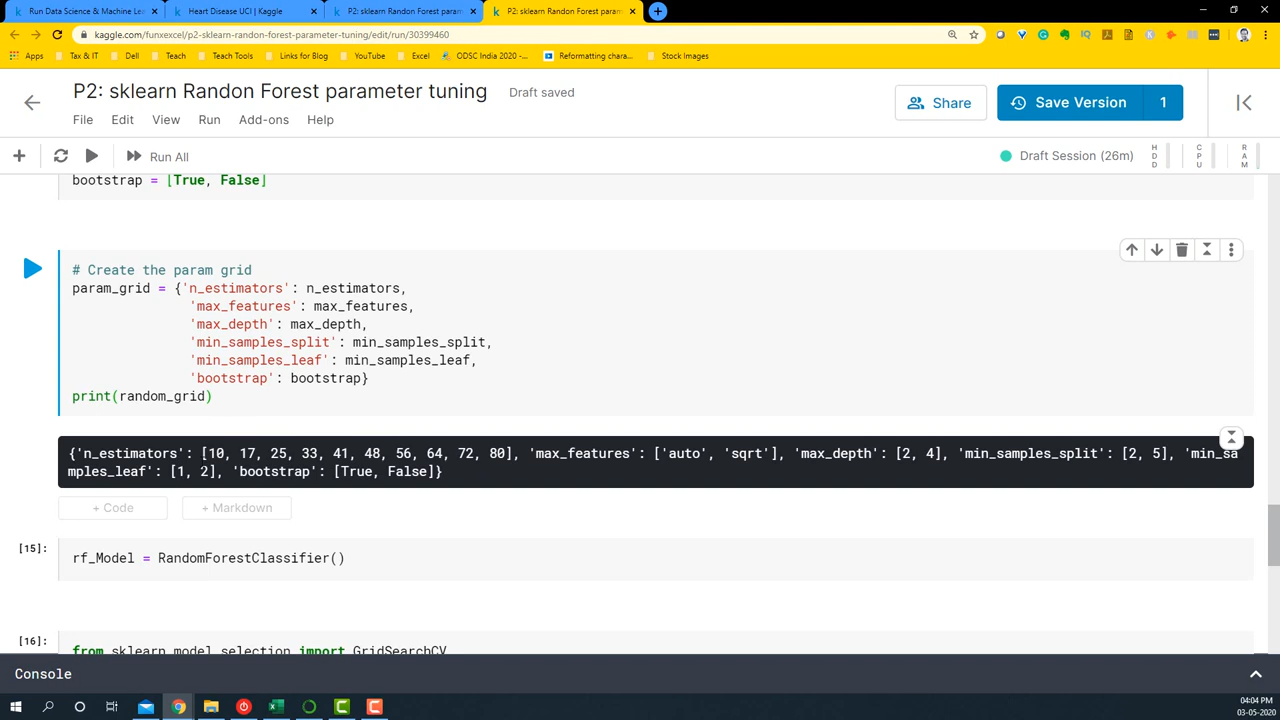 Run Data Science & Machine Le
Heart Disease UCI | Kaggle
P2: sklearn Randon Forest param
P2: sklearn Randon Forest param
kaggle.com/funxexcel/p2-sklearn-randon-forest-parameter-tuning/edit/run/30399460
Apps Tax & IT Dell Teach Teach Tools Links for Blog YouTube Excel ODSC India 2020 -... Reformatting chara... Stock Images
P2: sklearn Randon Forest parameter tuning Draft saved
Share Save Version 1
File Edit View Run Add-ons Help
Run All Draft Session (26m) HDD CPU RAM
bootstrap = [True, False]
# Create the param grid
param_grid = {'n_estimators': n_estimators,
'max_features': max_features,
'max_depth': max_depth,
'min_samples_split': min_samples_split,
'min_samples_leaf': min_samples_leaf,
'bootstrap': bootstrap}
print(random_grid)
{'n_estimators': [10, 17, 25, 33, 41, 48, 56, 64, 72, 80], 'max_features': ['auto', 'sqrt'], 'max_depth': [2, 4], 'min_samples_split': [2, 5], 'min_sa
mples_leaf': [1, 2], 'bootstrap': [True, False]}
+ Code + Markdown
[15]: rf_Model = RandomForestClassifier()
[16]: from sklearn.model_selection import GridSearchCV
Console
04:04 PM
03-05-2020